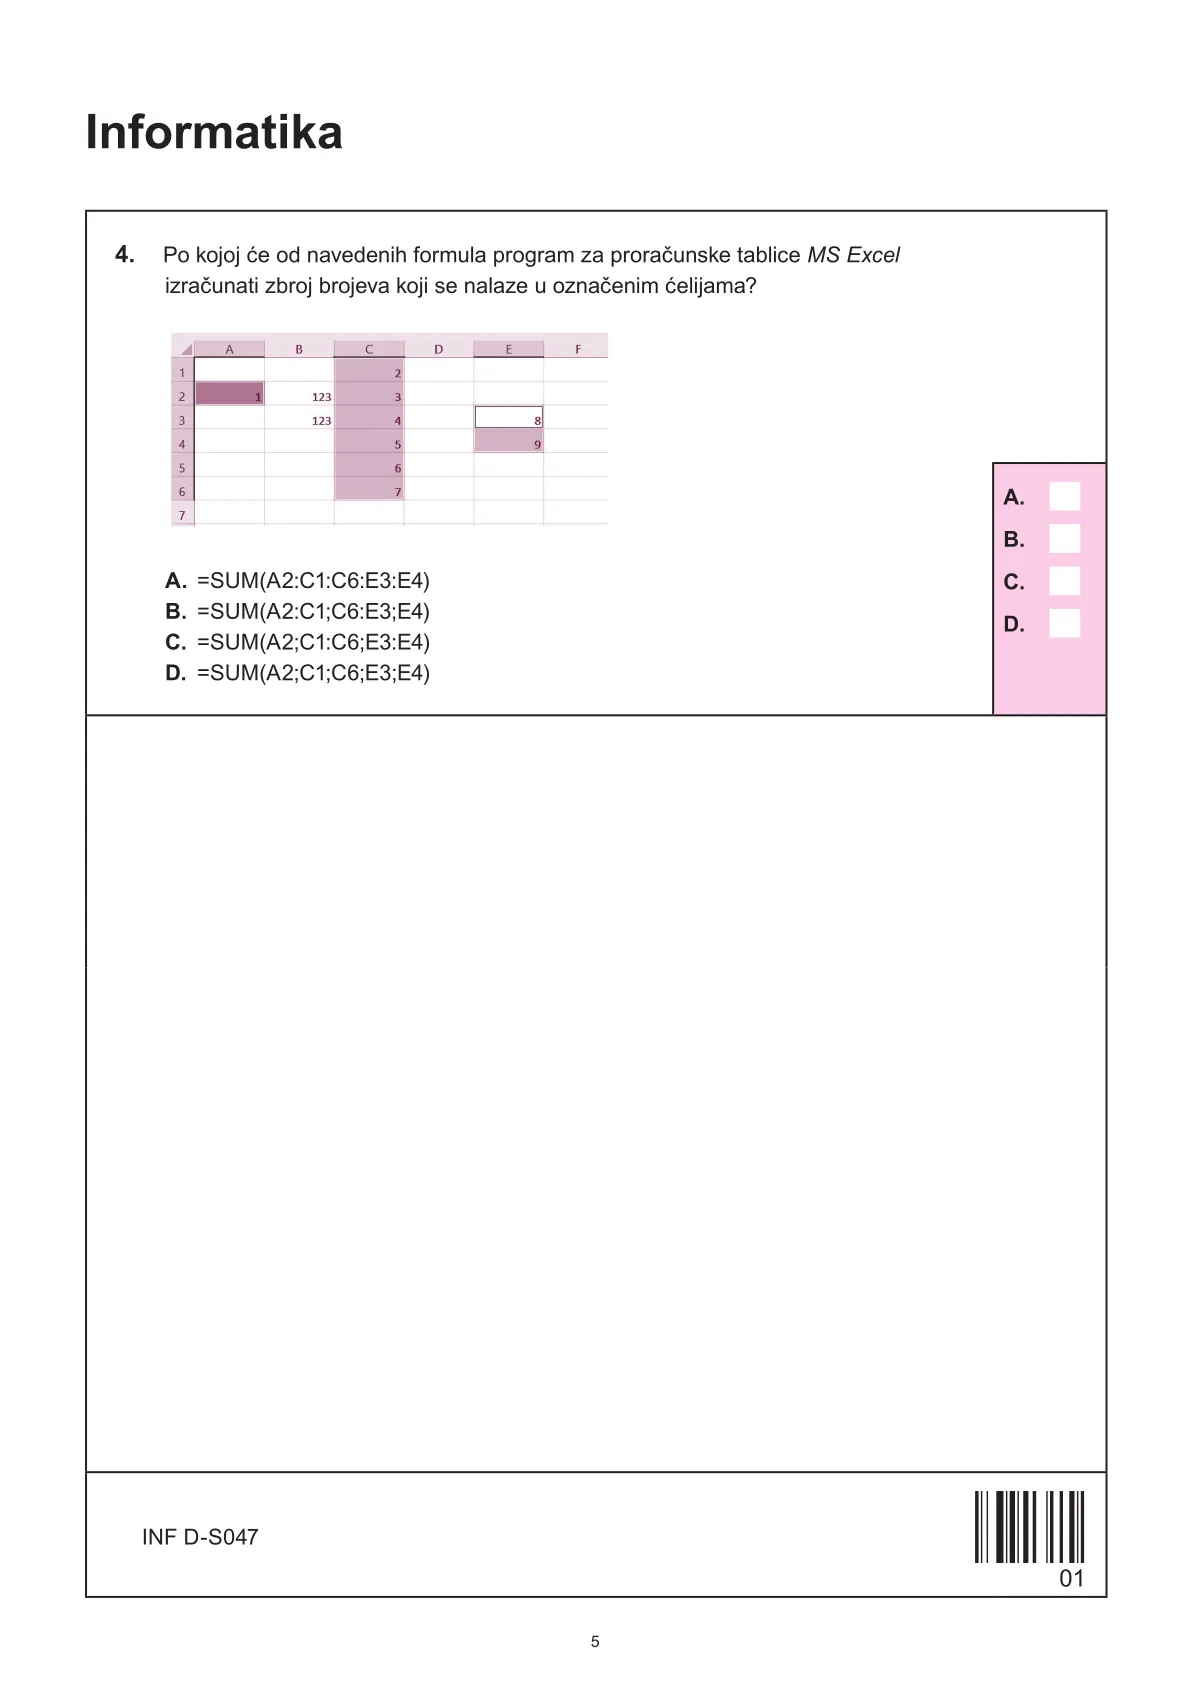 Informatika
4. Po kojoj će od navedenih formula program za proračunske tablice MS Excel
izračunati zbroj brojeva koji se nalaze u označenim ćelijama?
A B C D E F
1 2
2 1 123 3
3 123 4 8
4 5 9
5 6
6 7
7
A. =SUM(A2:C1:C6:E3:E4)
B. =SUM(A2:C1;C6:E3;E4)
C. =SUM(A2;C1:C6;E3:E4)
D. =SUM(A2;C1;C6;E3;E4)
A.
B.
C.
D.
INF D-S047
01
5